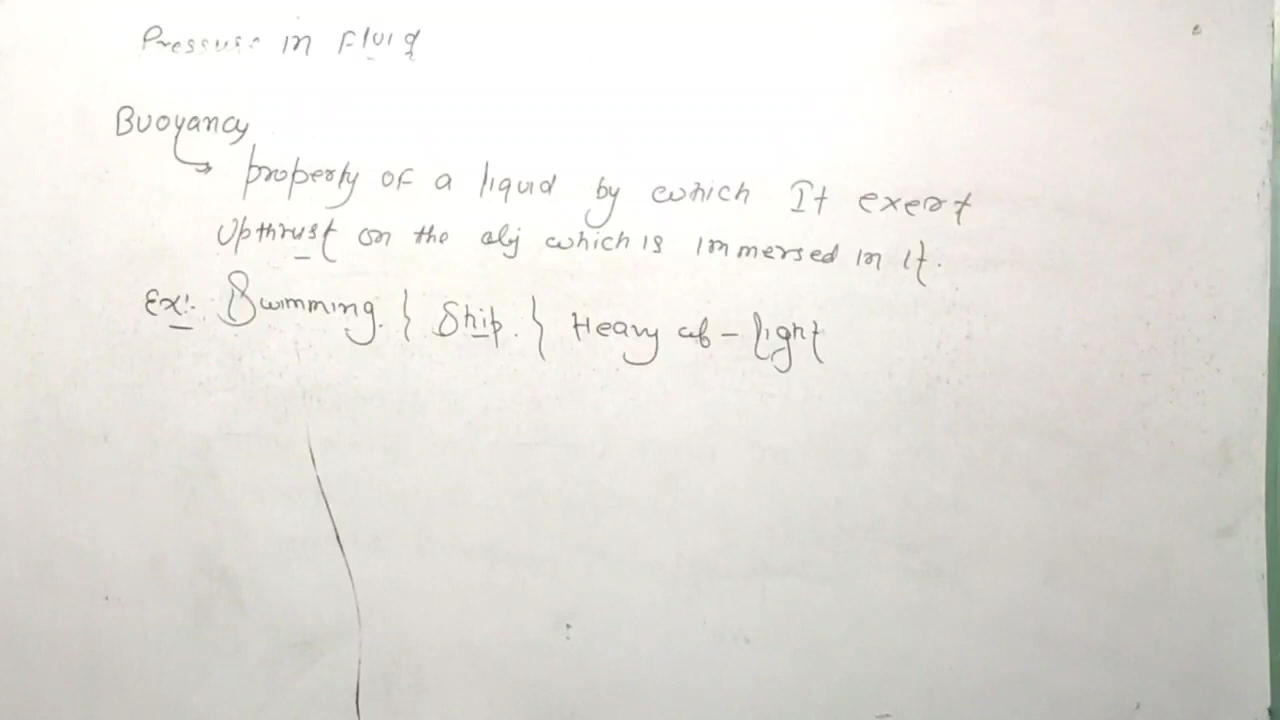 Pressure in Fluid
Buoyancy
property of a liquid by which It exert
Upthrust on the obj which is immersed in it.
Ex:- Swimming. } Ship. } Heavy ob - light